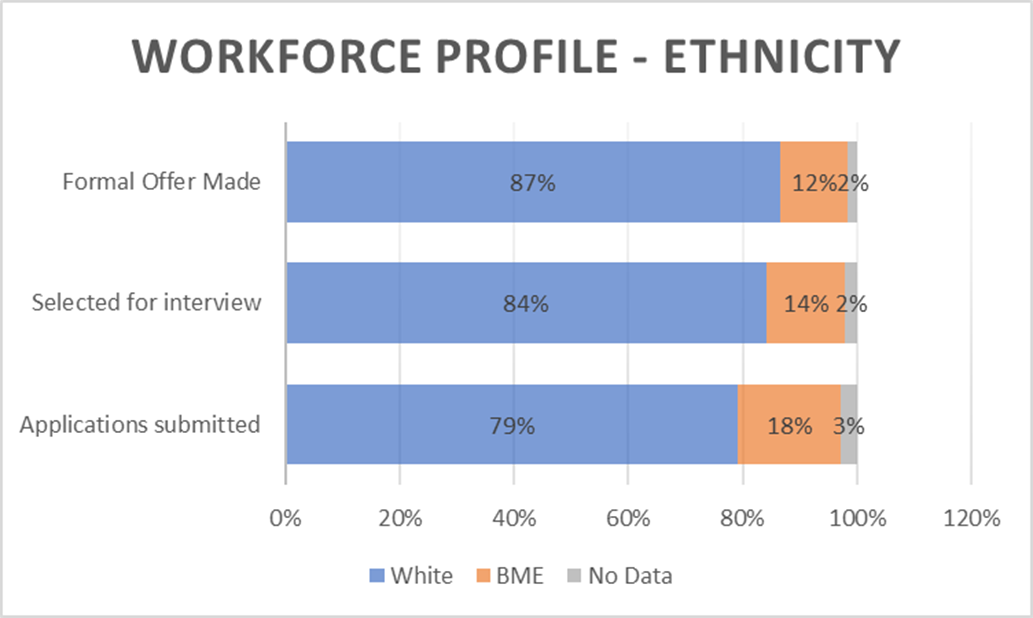 WORKFORCE PROFILE - ETHNICITY
Formal Offer Made
87% 12% 2%
Selected for interview
84% 14% 2%
Applications submitted
79% 18% 3%
0% 20% 40% 60% 80% 100% 120%
White BME No Data